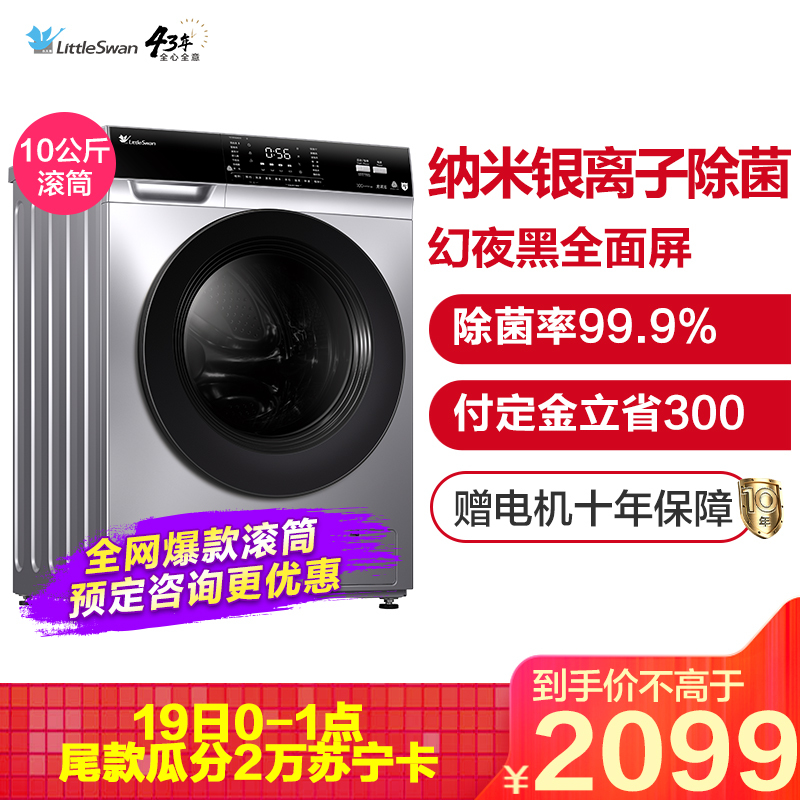 LittleSwan 43年
全心全意
10公斤
滚筒
LittleSwan
0:56
纳米银离子除菌
幻夜黑全面屏
除菌率99.9%
付定金立省300
赠电机十年保障
10
年
全网爆款滚筒
预定咨询更优惠
19日0-1点
尾款瓜分2万苏宁卡
到手价不高于
¥2099